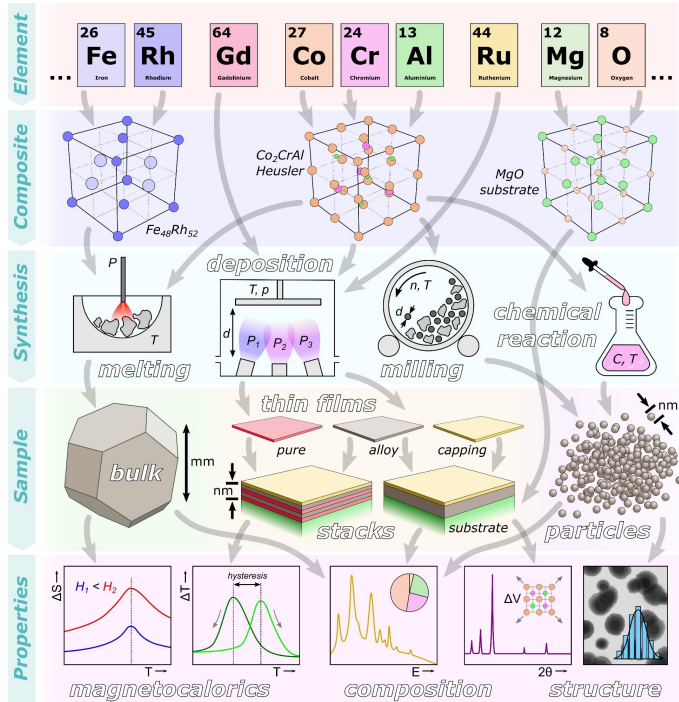 Element
26
Fe
Iron
45
Rh
Rhodium
64
Gd
Gadolinium
27
Co
Cobalt
24
Cr
Chromium
13
Al
Aluminium
44
Ru
Ruthenium
12
Mg
Magnesium
8
O
Oxygen
... ...
Composite
Fe₄₈Rh₅₂
Co₂CrAl
Heusler
MgO
substrate
Synthesis
P
T
melting
deposition
T, p
d
P₁ P₂ P₃
n, T
d
milling
chemical
reaction
C, T
Sample
bulk
mm
thin films
pure
alloy
capping
nm
stacks
substrate
nm
particles
Properties
ΔS
H₁ < H₂
T
ΔT
hysteresis
T
magnetocalorics
E
composition
ΔV
2θ
structure